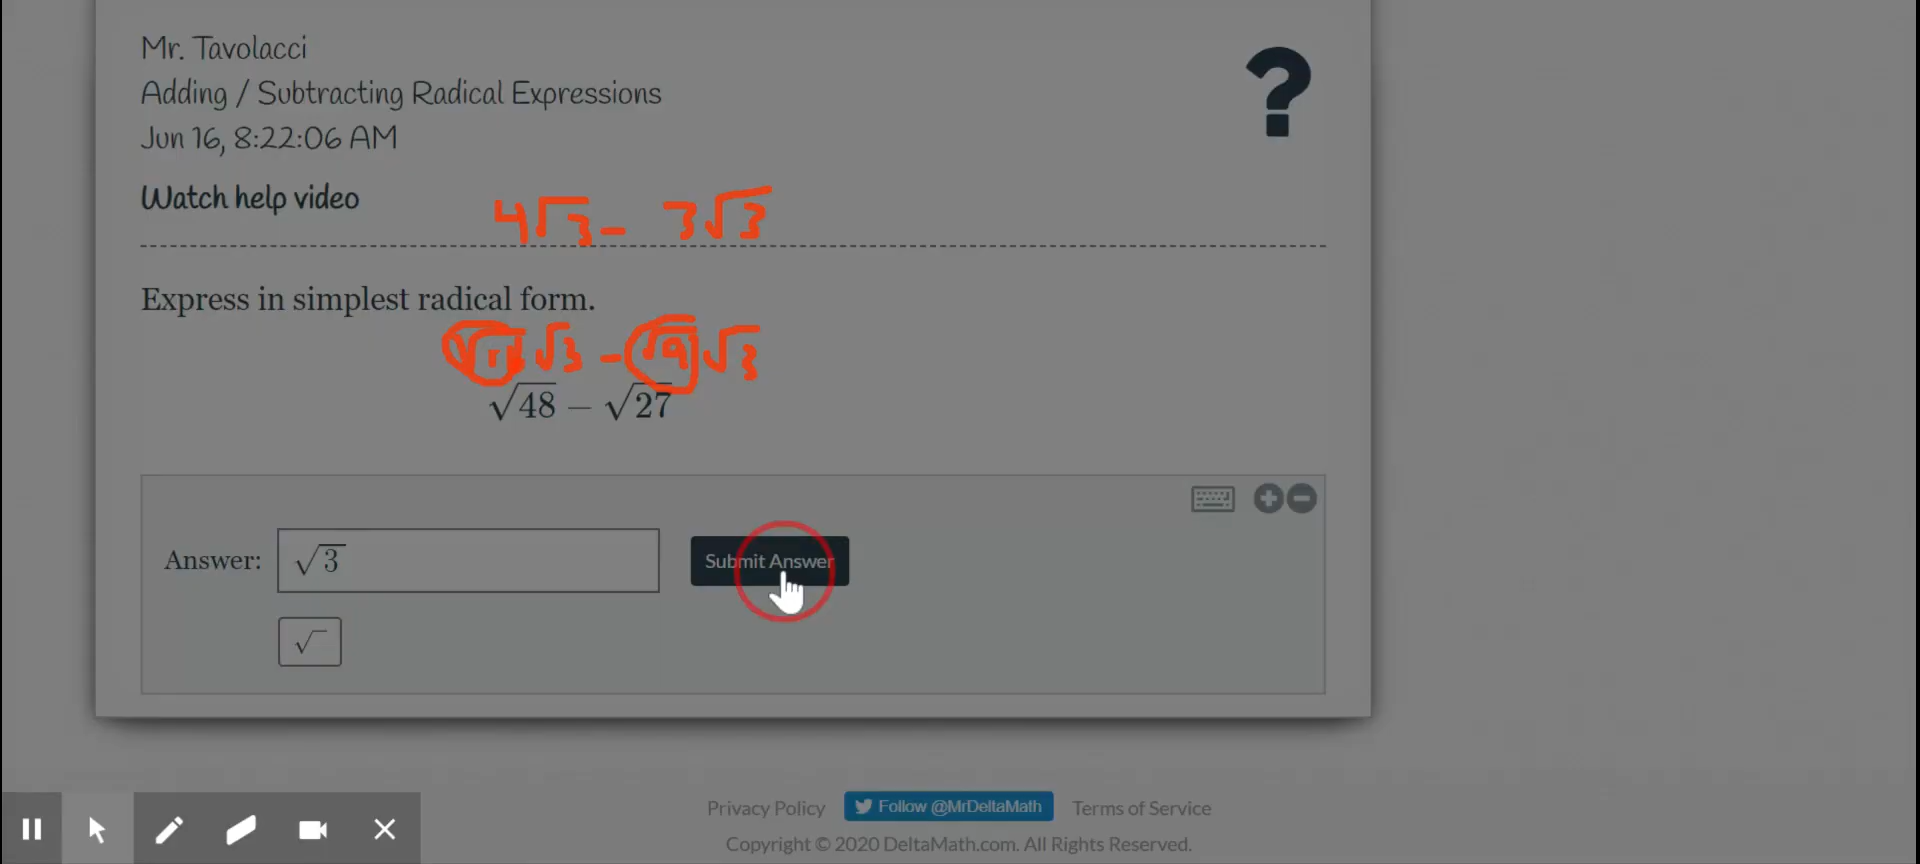 Mr. Tavolacci
Adding / Subtracting Radical Expressions
Jun 16, 8:22:06 AM
Watch help video
4√3 - 3√3
Express in simplest radical form.
√3 - √9 √3
√48 − √27
Answer: √3 Submit Answer
√
Privacy Policy Follow @MrDeltaMath Terms of Service
Copyright © 2020 DeltaMath.com. All Rights Reserved.